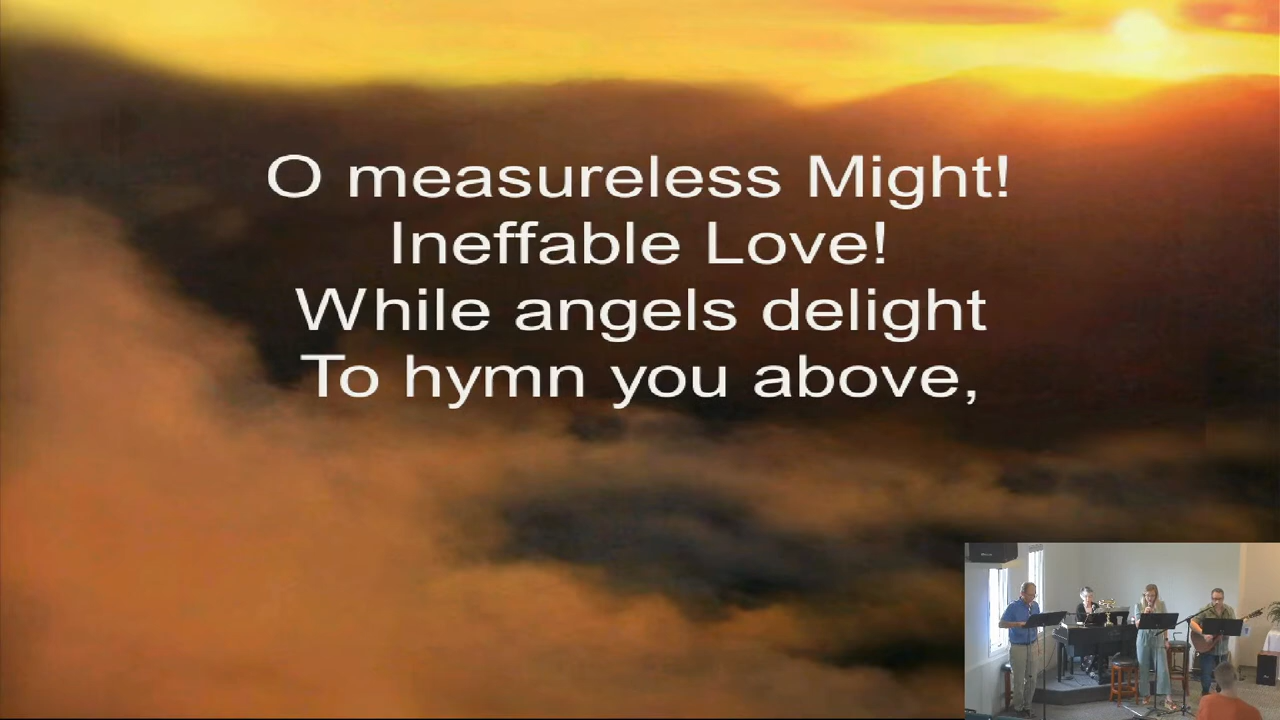 O measureless Might!
Ineffable Love!
While angels delight
To hymn you above,